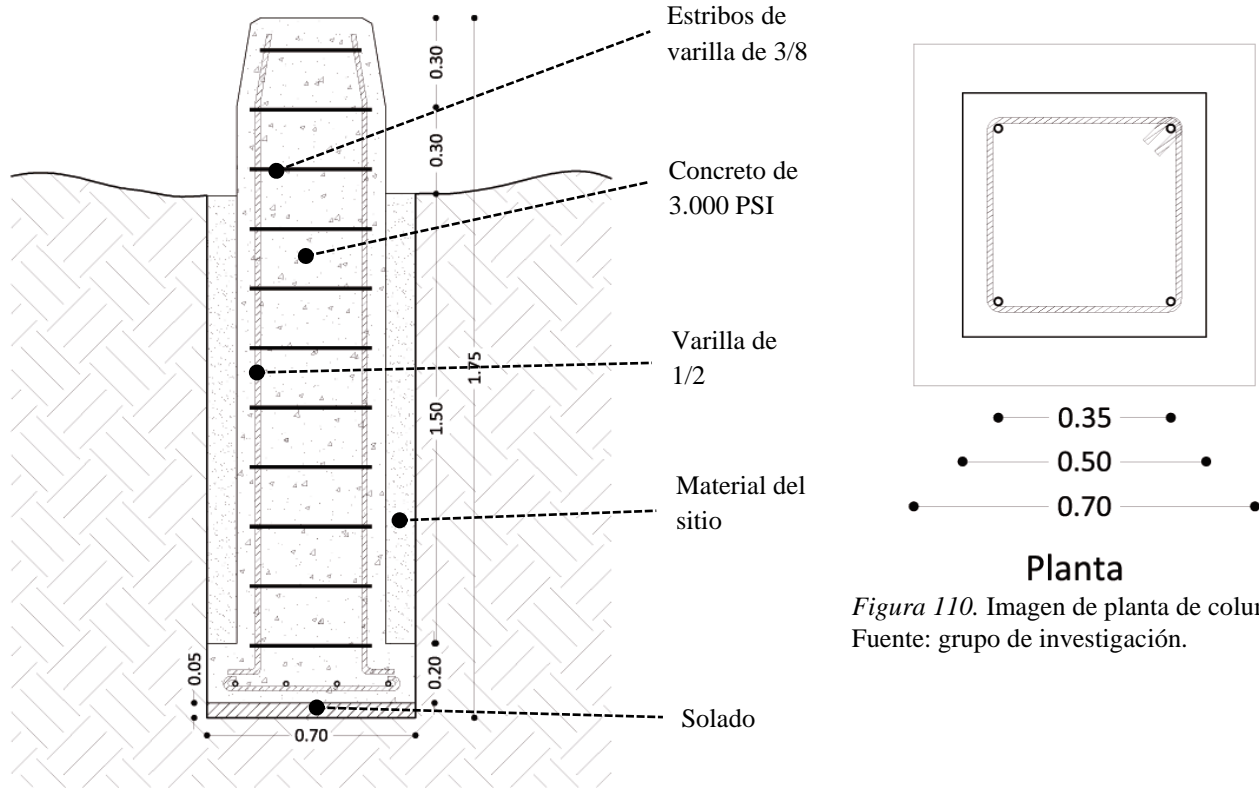 Estribos de
varilla de 3/8
Concreto de
3.000 PSI
Varilla de
1/2
Material del
sitio
Solado
0.30
0.30
1.75
1.50
0.20
0.05
0.70
0.35
0.50
0.70
Planta
Figura 110. Imagen de planta de colu
Fuente: grupo de investigación.